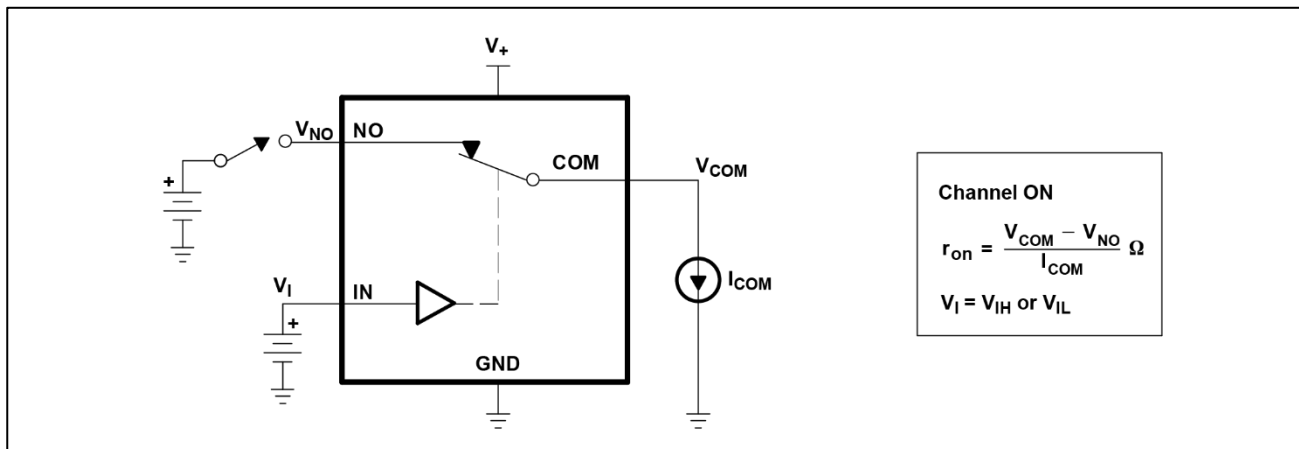 V+
VNO NO
COM VCOM
VI IN
ICOM
GND
+
+
Channel ON
ron = VCOM − VNO / ICOM Ω
VI = VIH or VIL